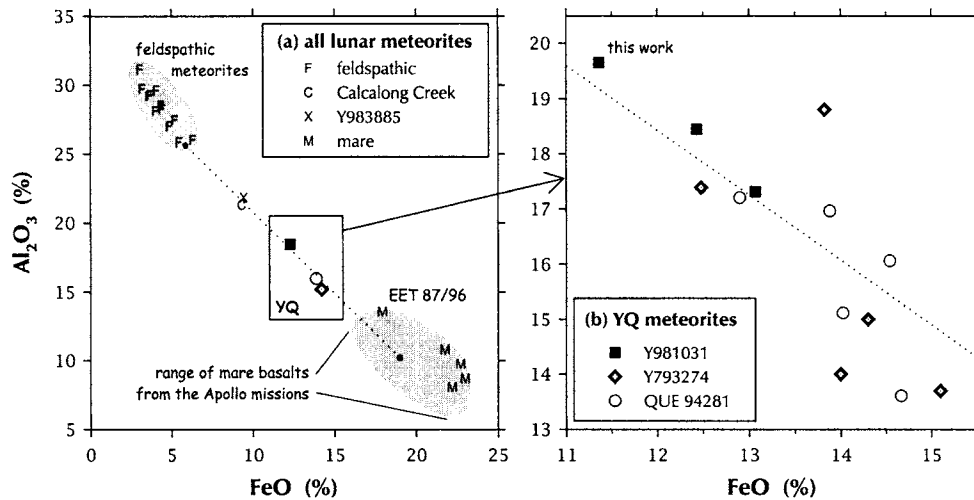 35
30
25
20
15
10
5
Al₂O₃ (%)
0 5 10 15 20 25
FeO (%)
feldspathic
meteorites
(a) all lunar meteorites
F feldspathic
C Calcalong Creek
X Y983885
M mare
F
F
F
F
F
F
F
F
F
F
X
C
YQ
EET 87/96
M
M
M
M
M
range of mare basalts
from the Apollo missions
20
19
18
17
16
15
14
13
this work
(b) YQ meteorites
Y981031
Y793274
QUE 94281
11 12 13 14 15
FeO (%)